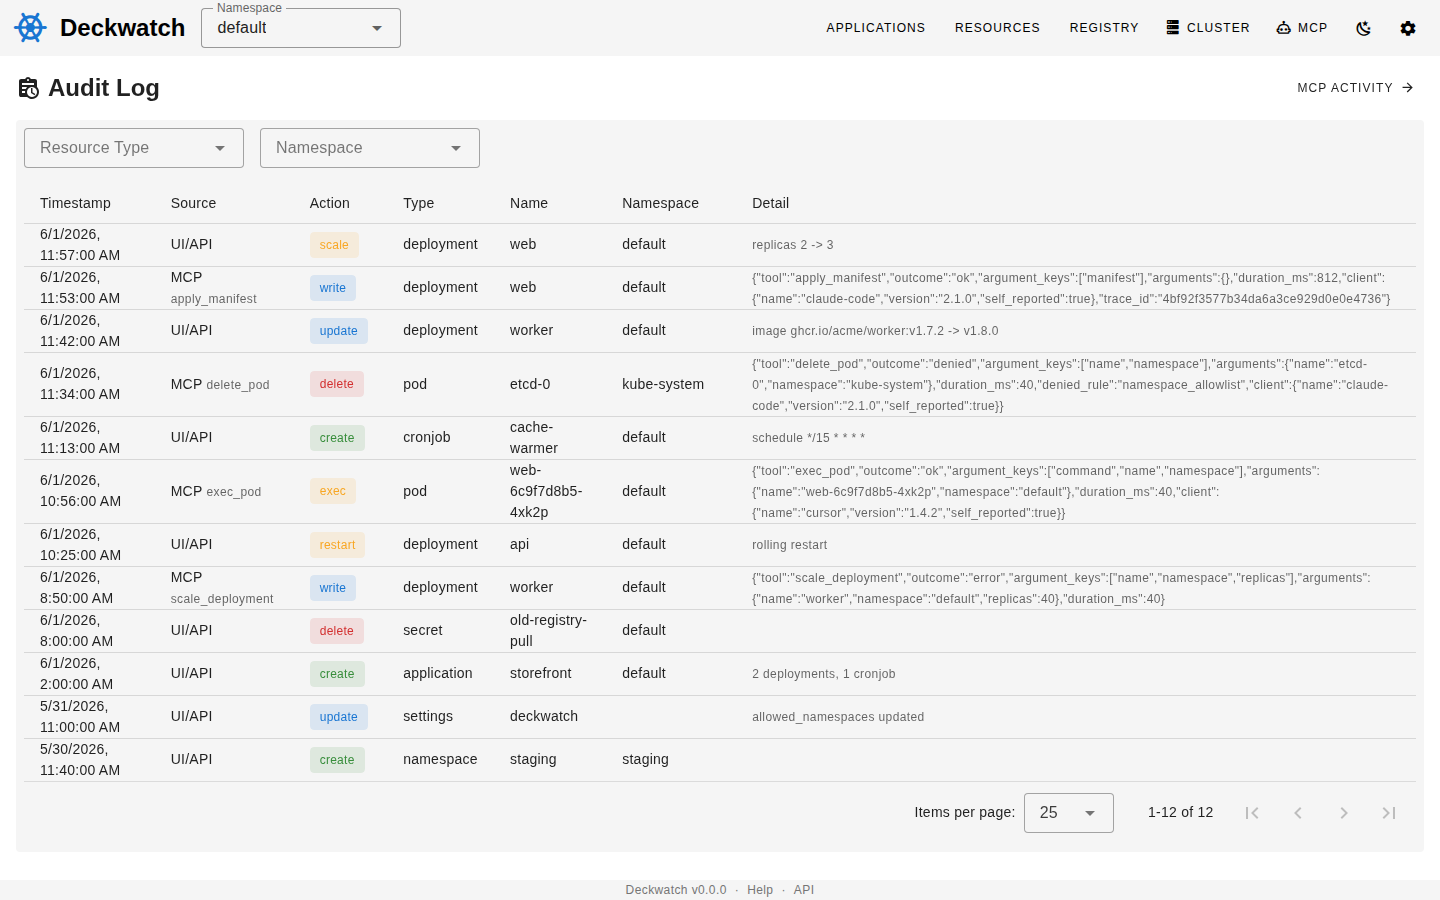 Deckwatch
Namespace
default
APPLICATIONS
RESOURCES
REGISTRY
CLUSTER
MCP
Audit Log
MCP ACTIVITY
Resource Type
Namespace
Timestamp Source Action Type Name Namespace Detail
6/1/2026,
11:57:00 AM
UI/API
scale
deployment
web
default
replicas 2 -> 3
6/1/2026,
11:53:00 AM
MCP
apply_manifest
write
deployment
web
default
{"tool":"apply_manifest","outcome":"ok","argument_keys":["manifest"],"arguments":{},"duration_ms":812,"client":
{"name":"claude-code","version":"2.1.0","self_reported":true},"trace_id":"4bf92f3577b34da6a3ce929d0e0e4736"}
6/1/2026,
11:42:00 AM
UI/API
update
deployment
worker
default
image ghcr.io/acme/worker:v1.7.2 -> v1.8.0
6/1/2026,
11:34:00 AM
MCP delete_pod
delete
pod
etcd-0
kube-system
{"tool":"delete_pod","outcome":"denied","argument_keys":["name","namespace"],"arguments":{"name":"etcd-
0","namespace":"kube-system"},"duration_ms":40,"denied_rule":"namespace_allowlist","client":{"name":"claude-
code","version":"2.1.0","self_reported":true}}
6/1/2026,
11:13:00 AM
UI/API
create
cronjob
cache-
warmer
default
schedule */15 * * * *
6/1/2026,
10:56:00 AM
MCP exec_pod
exec
pod
web-
6c9f7d8b5-
4xk2p
default
{"tool":"exec_pod","outcome":"ok","argument_keys":["command","name","namespace"],"arguments":
{"name":"web-6c9f7d8b5-4xk2p","namespace":"default"},"duration_ms":40,"client":
{"name":"cursor","version":"1.4.2","self_reported":true}}
6/1/2026,
10:25:00 AM
UI/API
restart
deployment
api
default
rolling restart
6/1/2026,
8:50:00 AM
MCP
scale_deployment
write
deployment
worker
default
{"tool":"scale_deployment","outcome":"error","argument_keys":["name","namespace","replicas"],"arguments":
{"name":"worker","namespace":"default","replicas":40},"duration_ms":40}
6/1/2026,
8:00:00 AM
UI/API
delete
secret
old-registry-
pull
default
6/1/2026,
2:00:00 AM
UI/API
create
application
storefront
default
2 deployments, 1 cronjob
5/31/2026,
11:00:00 AM
UI/API
update
settings
deckwatch
allowed_namespaces updated
5/30/2026,
11:40:00 AM
UI/API
create
namespace
staging
staging
Items per page: 25 1-12 of 12
Deckwatch v0.0.0 · Help · API